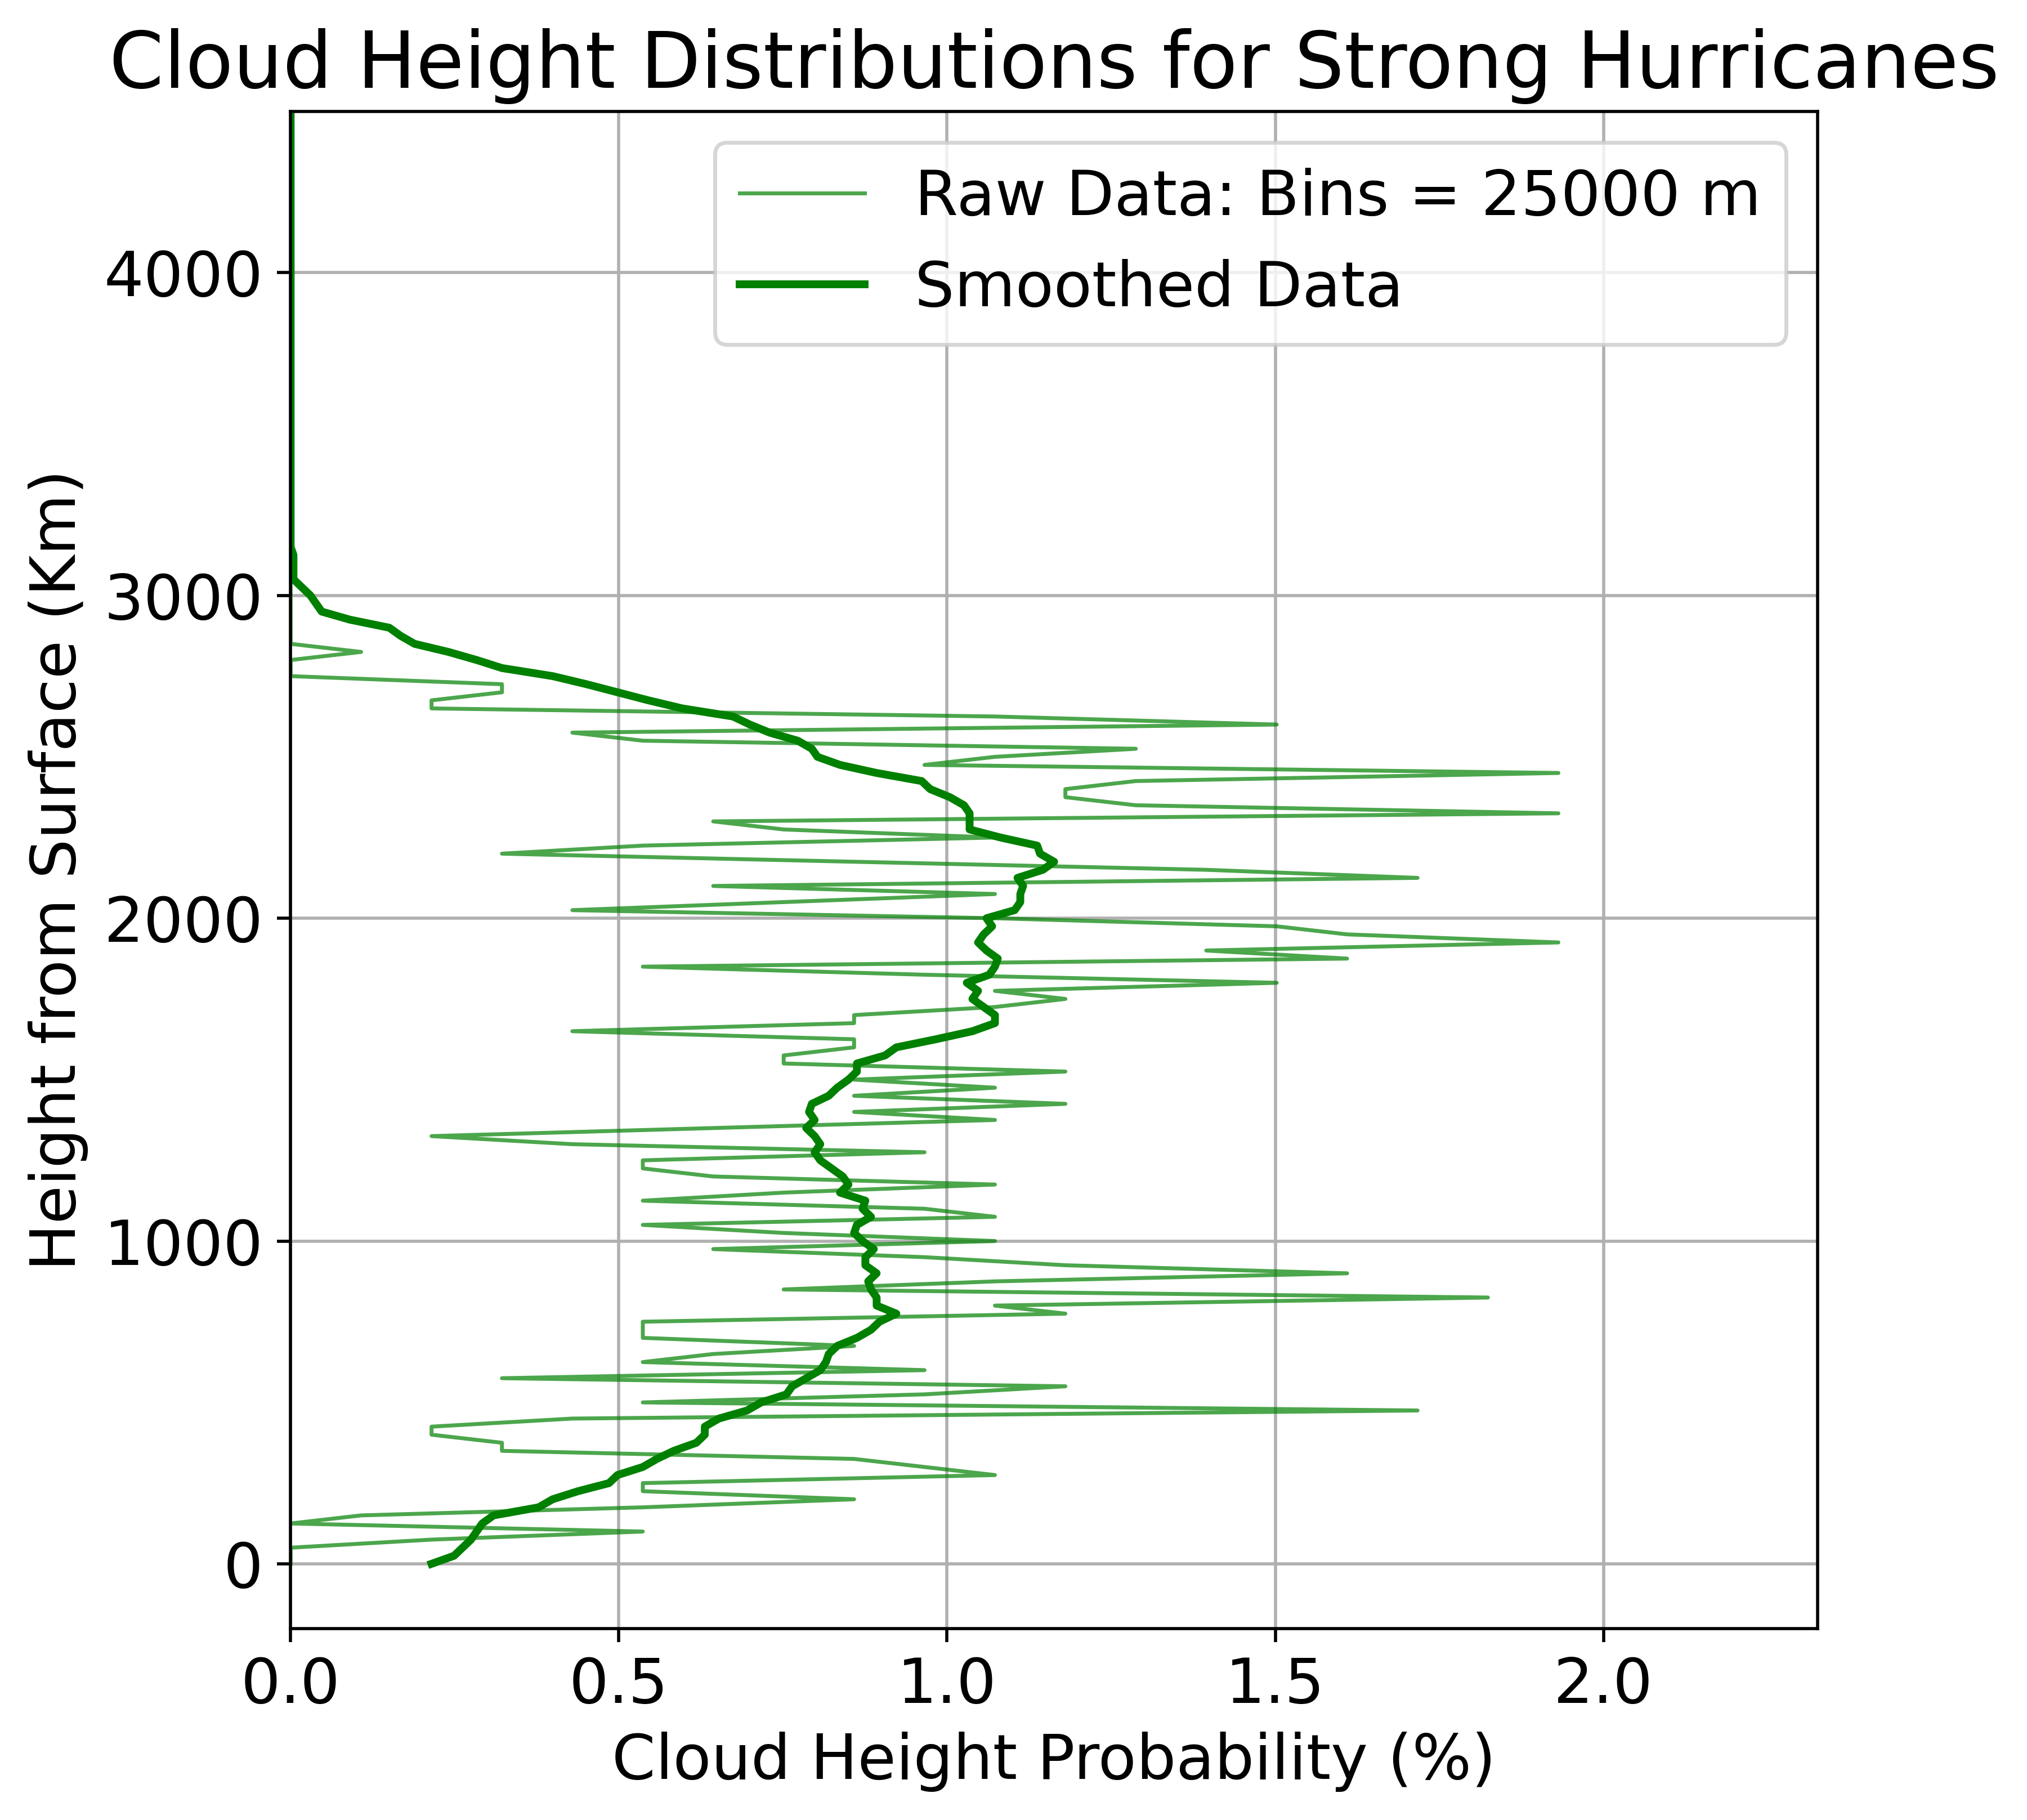 Cloud Height Distributions for Strong Hurricanes
Raw Data: Bins = 25000 m
Smoothed Data
Height from Surface (Km)
4000
3000
2000
1000
0
0.0 0.5 1.0 1.5 2.0
Cloud Height Probability (%)